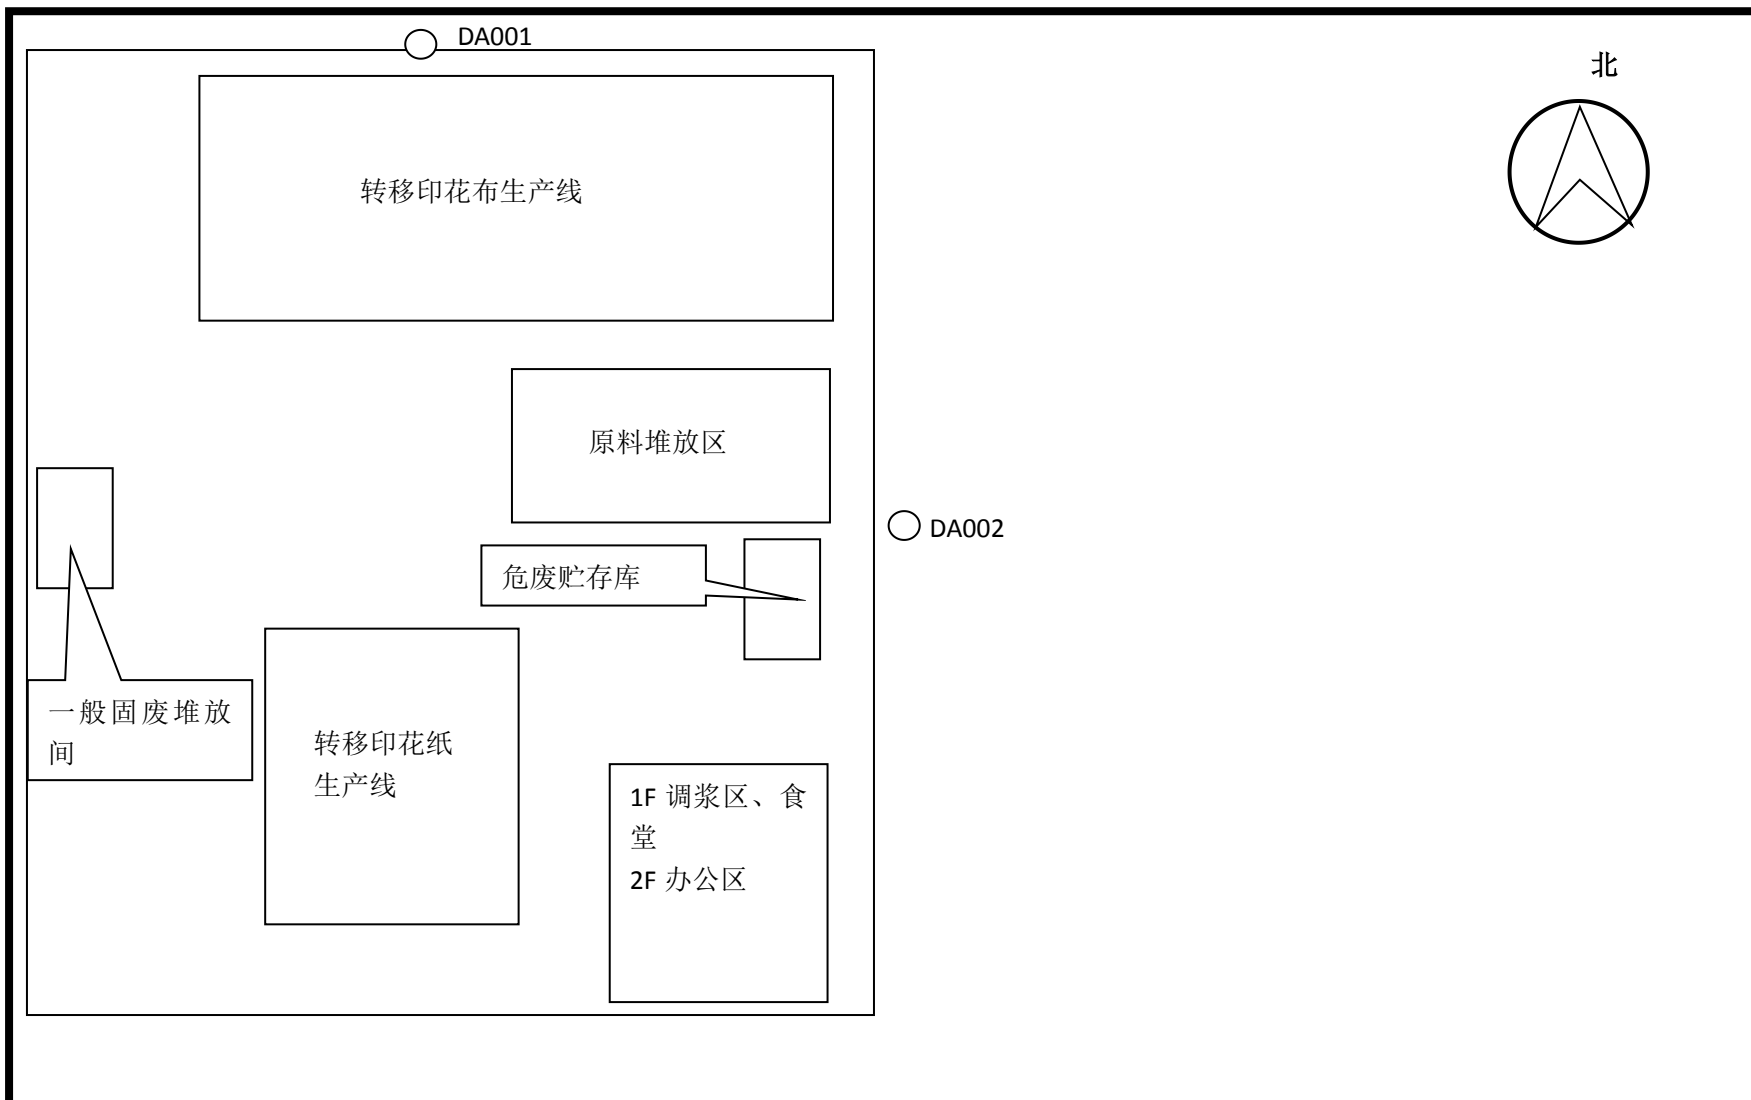 DA001
北
转移印花布生产线
原料堆放区
DA002
危废贮存库
一般固废堆放
间
转移印花纸
生产线
1F 调浆区、食
堂
2F 办公区